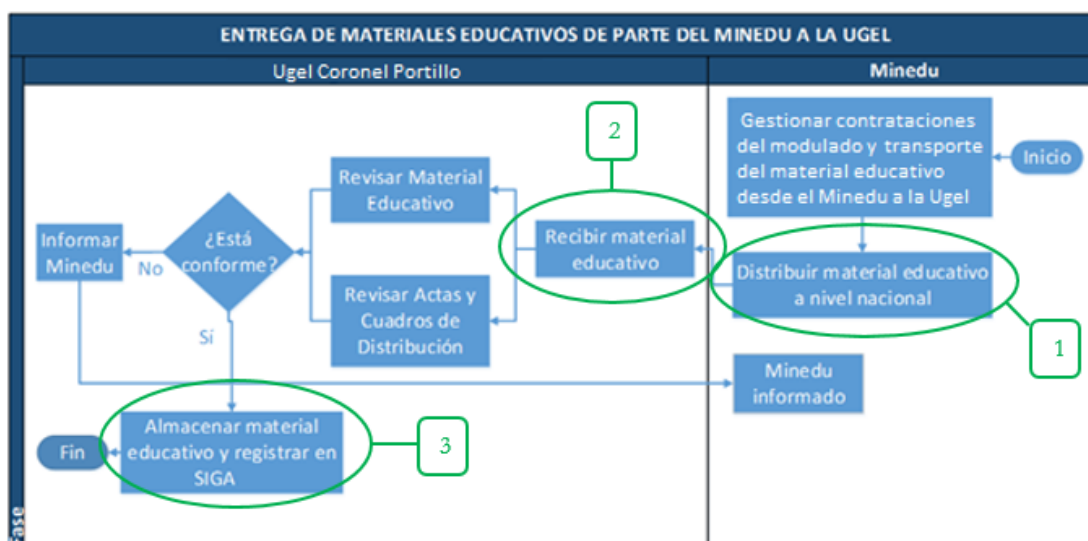 ENTREGA DE MATERIALES EDUCATIVOS DE PARTE DEL MINEDU A LA UGEL
Ugel Coronel Portillo
Minedu
Gestionar contrataciones
del modulado y transporte
del material educativo
desde el Minedu a la Ugel
Inicio
2
Revisar Material
Educativo
Recibir material
educativo
Distribuir material educativo
a nivel nacional
1
¿Está
conforme?
No
Informar
Minedu
Revisar Actas y
Cuadros de
Distribución
Sí
Minedu
informado
Almacenar material
educativo y registrar en
SIGA
3
Fin
Fase